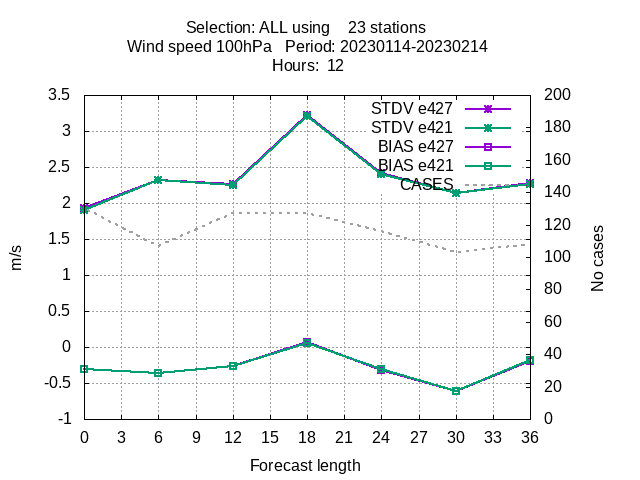 Selection: ALL using    23 stations
Wind speed 100hPa   Period: 20230114-20230214
Hours:  12
3.5
3
2.5
2
1.5
1
0.5
0
-0.5
-1
m/s
STDV e427
STDV e421
BIAS e427
BIAS e421
CASES
200
180
160
140
120
100
80
60
40
20
0
No cases
0 3 6 9 12 15 18 21 24 27 30 33 36
Forecast length